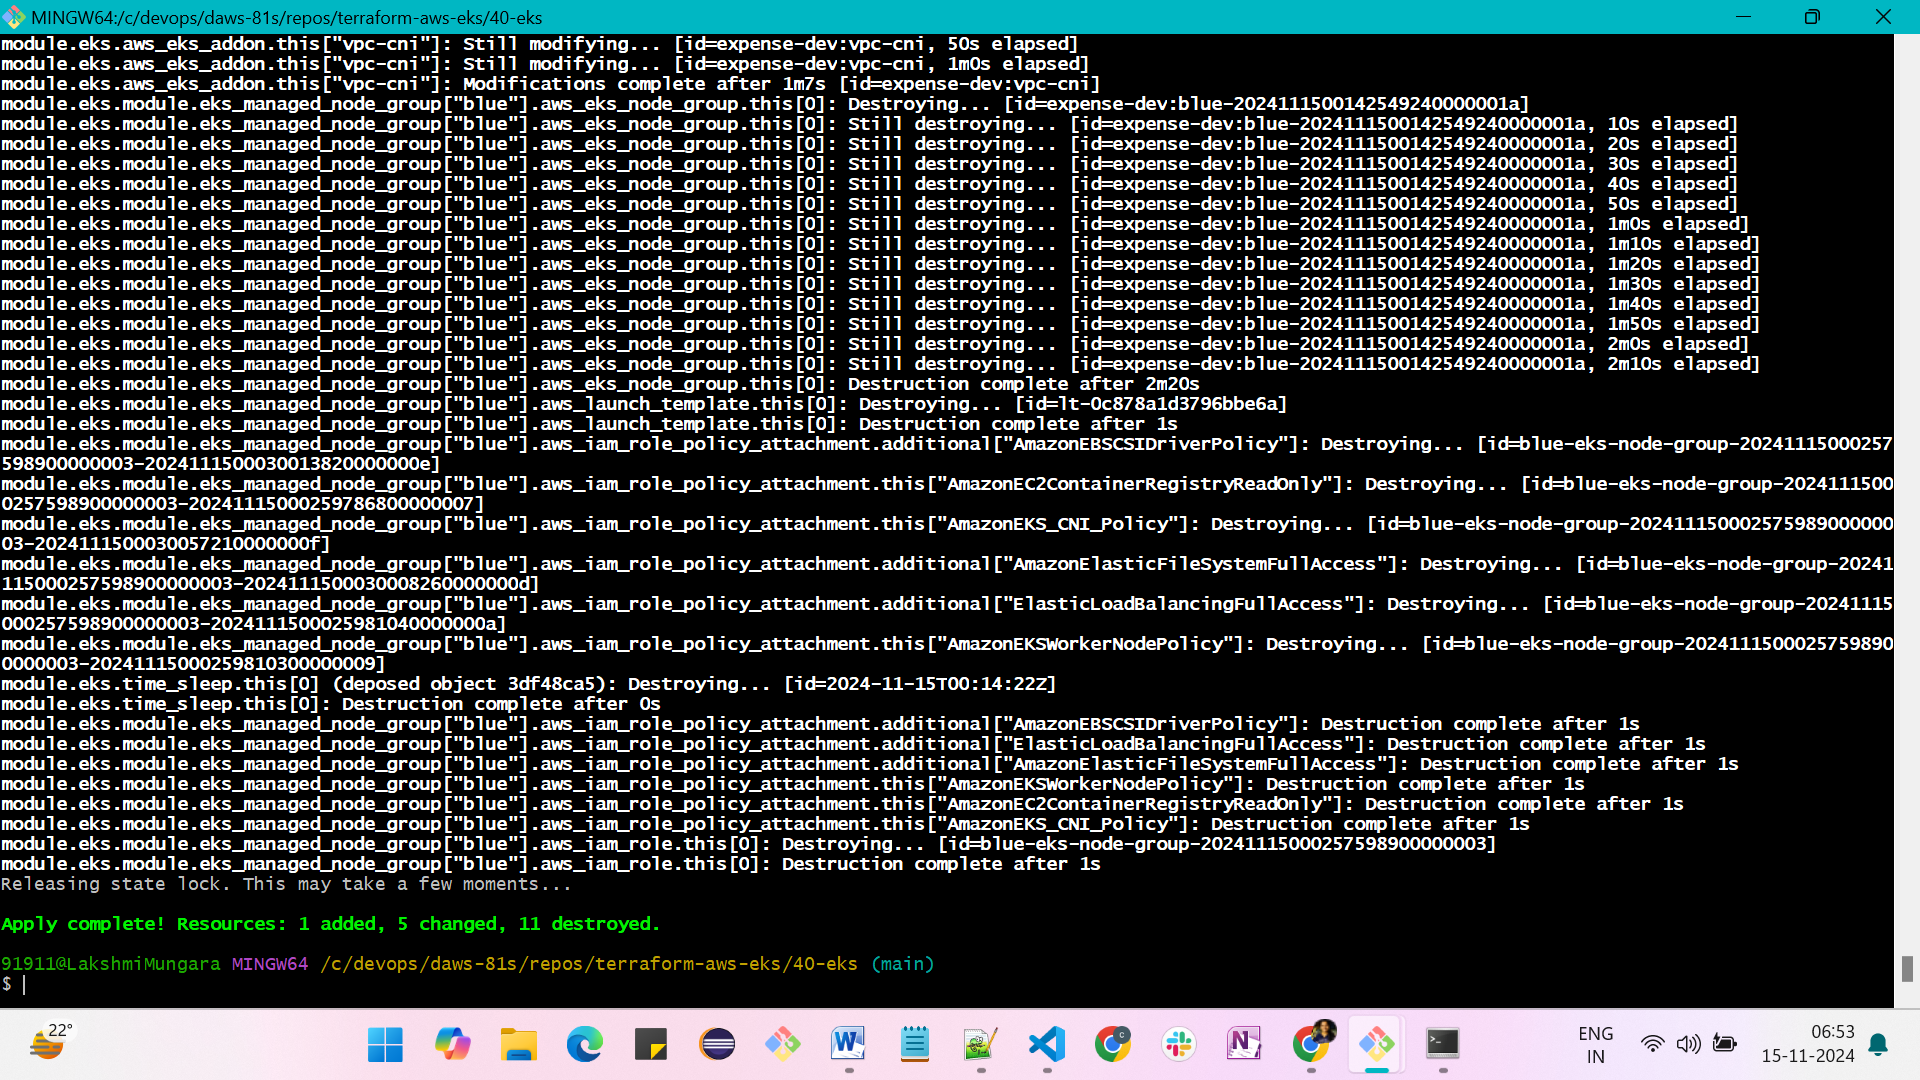 MINGW64:/c/devops/daws-81s/repos/terraform-aws-eks/40-eks
module.eks.aws_eks_addon.this["vpc-cni"]: Still modifying... [id=expense-dev:vpc-cni, 50s elapsed]
module.eks.aws_eks_addon.this["vpc-cni"]: Still modifying... [id=expense-dev:vpc-cni, 1m0s elapsed]
module.eks.aws_eks_addon.this["vpc-cni"]: Modifications complete after 1m7s [id=expense-dev:vpc-cni]
module.eks.module.eks_managed_node_group["blue"].aws_eks_node_group.this[0]: Destroying... [id=expense-dev:blue-2024111500142549240000001a]
module.eks.module.eks_managed_node_group["blue"].aws_eks_node_group.this[0]: Still destroying... [id=expense-dev:blue-2024111500142549240000001a, 10s elapsed]
module.eks.module.eks_managed_node_group["blue"].aws_eks_node_group.this[0]: Still destroying... [id=expense-dev:blue-2024111500142549240000001a, 20s elapsed]
module.eks.module.eks_managed_node_group["blue"].aws_eks_node_group.this[0]: Still destroying... [id=expense-dev:blue-2024111500142549240000001a, 30s elapsed]
module.eks.module.eks_managed_node_group["blue"].aws_eks_node_group.this[0]: Still destroying... [id=expense-dev:blue-2024111500142549240000001a, 40s elapsed]
module.eks.module.eks_managed_node_group["blue"].aws_eks_node_group.this[0]: Still destroying... [id=expense-dev:blue-2024111500142549240000001a, 50s elapsed]
module.eks.module.eks_managed_node_group["blue"].aws_eks_node_group.this[0]: Still destroying... [id=expense-dev:blue-2024111500142549240000001a, 1m0s elapsed]
module.eks.module.eks_managed_node_group["blue"].aws_eks_node_group.this[0]: Still destroying... [id=expense-dev:blue-2024111500142549240000001a, 1m10s elapsed]
module.eks.module.eks_managed_node_group["blue"].aws_eks_node_group.this[0]: Still destroying... [id=expense-dev:blue-2024111500142549240000001a, 1m20s elapsed]
module.eks.module.eks_managed_node_group["blue"].aws_eks_node_group.this[0]: Still destroying... [id=expense-dev:blue-2024111500142549240000001a, 1m30s elapsed]
module.eks.module.eks_managed_node_group["blue"].aws_eks_node_group.this[0]: Still destroying... [id=expense-dev:blue-2024111500142549240000001a, 1m40s elapsed]
module.eks.module.eks_managed_node_group["blue"].aws_eks_node_group.this[0]: Still destroying... [id=expense-dev:blue-2024111500142549240000001a, 1m50s elapsed]
module.eks.module.eks_managed_node_group["blue"].aws_eks_node_group.this[0]: Still destroying... [id=expense-dev:blue-2024111500142549240000001a, 2m0s elapsed]
module.eks.module.eks_managed_node_group["blue"].aws_eks_node_group.this[0]: Still destroying... [id=expense-dev:blue-2024111500142549240000001a, 2m10s elapsed]
module.eks.module.eks_managed_node_group["blue"].aws_eks_node_group.this[0]: Destruction complete after 2m20s
module.eks.module.eks_managed_node_group["blue"].aws_launch_template.this[0]: Destroying... [id=lt-0c878a1d3796bbe6a]
module.eks.module.eks_managed_node_group["blue"].aws_launch_template.this[0]: Destruction complete after 1s
module.eks.module.eks_managed_node_group["blue"].aws_iam_role_policy_attachment.additional["AmazonEBSCSIDriverPolicy"]: Destroying... [id=blue-eks-node-group-20241115000257
598900000003-2024111500030013820000000e]
module.eks.module.eks_managed_node_group["blue"].aws_iam_role_policy_attachment.this["AmazonEC2ContainerRegistryReadOnly"]: Destroying... [id=blue-eks-node-group-2024111500
0257598900000003-20241115000259786800000007]
module.eks.module.eks_managed_node_group["blue"].aws_iam_role_policy_attachment.this["AmazonEKS_CNI_Policy"]: Destroying... [id=blue-eks-node-group-202411150002575989000000
03-2024111500030057210000000f]
module.eks.module.eks_managed_node_group["blue"].aws_iam_role_policy_attachment.additional["AmazonElasticFileSystemFullAccess"]: Destroying... [id=blue-eks-node-group-20241
115000257598900000003-2024111500030008260000000d]
module.eks.module.eks_managed_node_group["blue"].aws_iam_role_policy_attachment.additional["ElasticLoadBalancingFullAccess"]: Destroying... [id=blue-eks-node-group-20241115
000257598900000003-2024111500025981040000000a]
module.eks.module.eks_managed_node_group["blue"].aws_iam_role_policy_attachment.this["AmazonEKSWorkerNodePolicy"]: Destroying... [id=blue-eks-node-group-2024111500025759890
0000003-20241115000259810300000009]
module.eks.time_sleep.this[0] (deposed object 3df48ca5): Destroying... [id=2024-11-15T00:14:22Z]
module.eks.time_sleep.this[0]: Destruction complete after 0s
module.eks.module.eks_managed_node_group["blue"].aws_iam_role_policy_attachment.additional["AmazonEBSCSIDriverPolicy"]: Destruction complete after 1s
module.eks.module.eks_managed_node_group["blue"].aws_iam_role_policy_attachment.additional["ElasticLoadBalancingFullAccess"]: Destruction complete after 1s
module.eks.module.eks_managed_node_group["blue"].aws_iam_role_policy_attachment.additional["AmazonElasticFileSystemFullAccess"]: Destruction complete after 1s
module.eks.module.eks_managed_node_group["blue"].aws_iam_role_policy_attachment.this["AmazonEKSWorkerNodePolicy"]: Destruction complete after 1s
module.eks.module.eks_managed_node_group["blue"].aws_iam_role_policy_attachment.this["AmazonEC2ContainerRegistryReadOnly"]: Destruction complete after 1s
module.eks.module.eks_managed_node_group["blue"].aws_iam_role_policy_attachment.this["AmazonEKS_CNI_Policy"]: Destruction complete after 1s
module.eks.module.eks_managed_node_group["blue"].aws_iam_role.this[0]: Destroying... [id=blue-eks-node-group-20241115000257598900000003]
module.eks.module.eks_managed_node_group["blue"].aws_iam_role.this[0]: Destruction complete after 1s
Releasing state lock. This may take a few moments...
Apply complete! Resources: 1 added, 5 changed, 11 destroyed.
91911@LakshmiMungara MINGW64 /c/devops/daws-81s/repos/terraform-aws-eks/40-eks (main)
$
22°
ENG
IN
06:53
15-11-2024